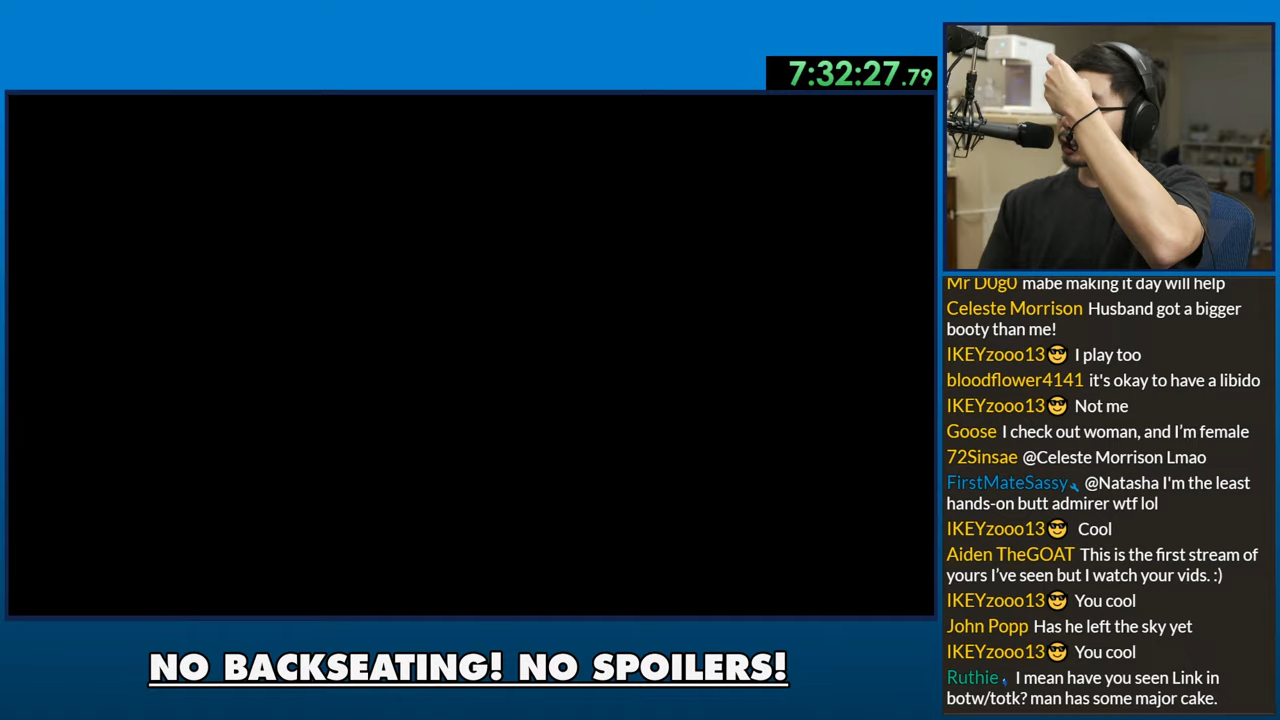 7:32:27.79
Mr D0g0 mabe making it day will help
Celeste Morrison Husband got a bigger
booty than me!
IKEYzooo13😎 I play too
bloodflower4141 it's okay to have a libido
IKEYzooo13😎 Not me
Goose I check out woman, and I’m female
72Sinsae @Celeste Morrison Lmao
FirstMateSassy @Natasha I'm the least
hands-on butt admirer wtf lol
IKEYzooo13😎 Cool
Aiden TheGOAT This is the first stream of
yours I’ve seen but I watch your vids. :)
IKEYzooo13😎 You cool
John Popp Has he left the sky yet
IKEYzooo13😎 You cool
Ruthie I mean have you seen Link in
botw/totk? man has some major cake.
NO BACKSEATING! NO SPOILERS!